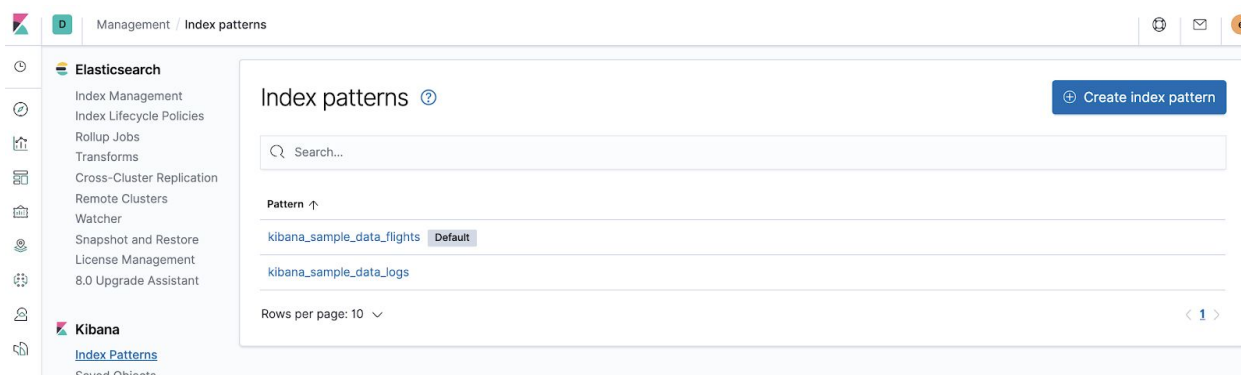 D
Management / Index patterns
e
Elasticsearch
Index Management
Index Lifecycle Policies
Rollup Jobs
Transforms
Cross-Cluster Replication
Remote Clusters
Watcher
Snapshot and Restore
License Management
8.0 Upgrade Assistant
Kibana
Index Patterns
Saved Objects
Index patterns
Create index pattern
Search...
Pattern
kibana_sample_data_flights Default
kibana_sample_data_logs
Rows per page: 10
1